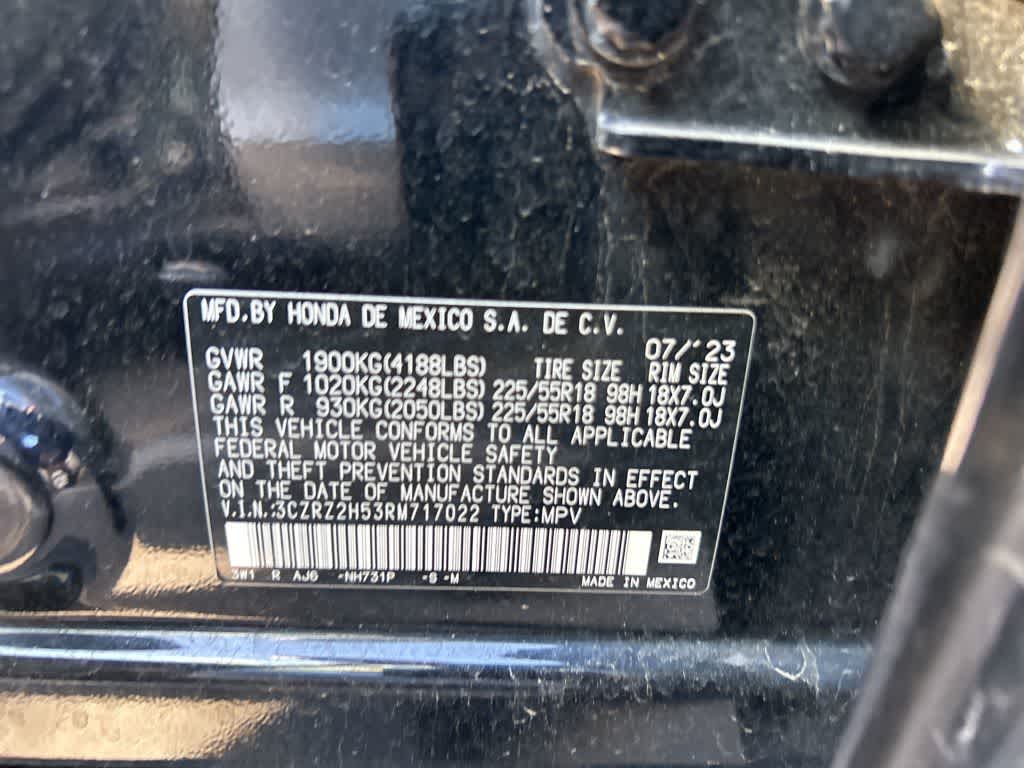 MFD.BY HONDA DE MEXICO S.A. DE C.V.
07/'23
GVWR 1900KG(4188LBS) TIRE SIZE RIM SIZE
GAWR F 1020KG(2248LBS) 225/55R18 98H 18X7.0J
GAWR R 930KG(2050LBS) 225/55R18 98H 18X7.0J
THIS VEHICLE CONFORMS TO ALL APPLICABLE
FEDERAL MOTOR VEHICLE SAFETY
AND THEFT PREVENTION STANDARDS IN EFFECT
ON THE DATE OF MANUFACTURE SHOWN ABOVE.
V.I.N.:3CZRZ2H53RM717022 TYPE:MPV
3W1 R AJ6 -NH731P -S -M MADE IN MEXICO